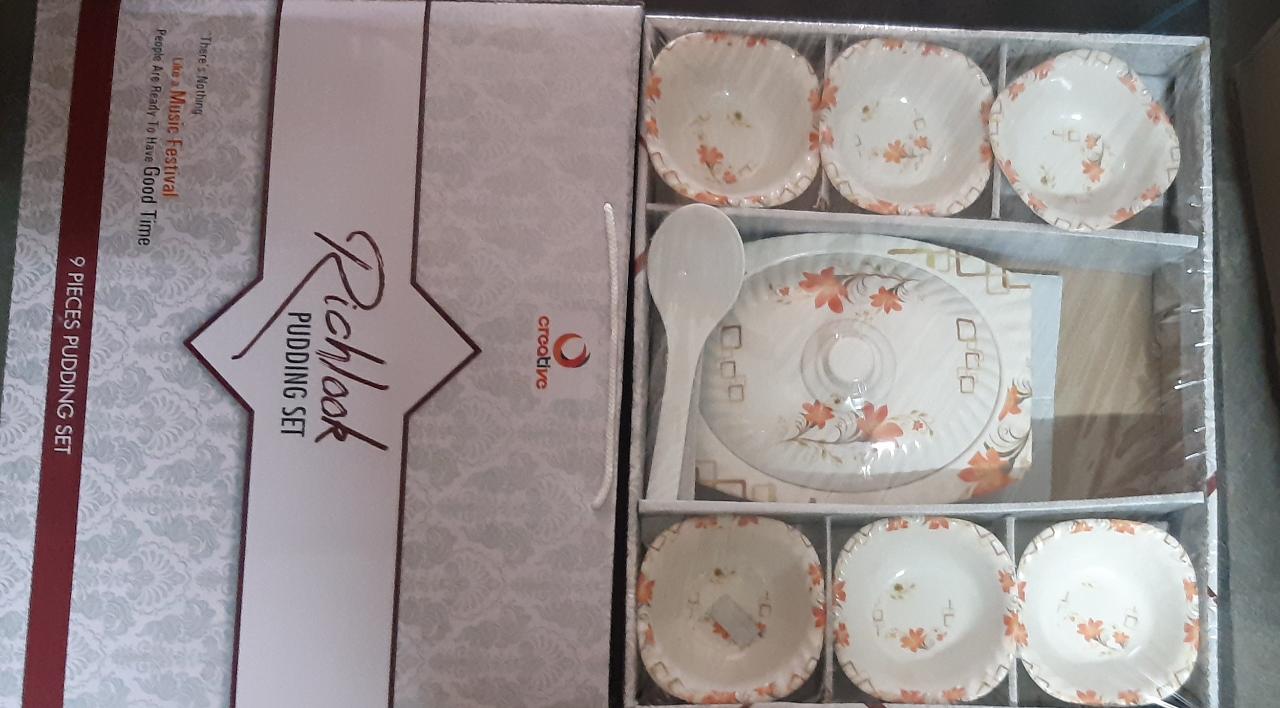 There's Nothing
Like a Music Festival
People Are Ready To Have Good Time
Richlook
PUDDING SET
creative
9 PIECES PUDDING SET